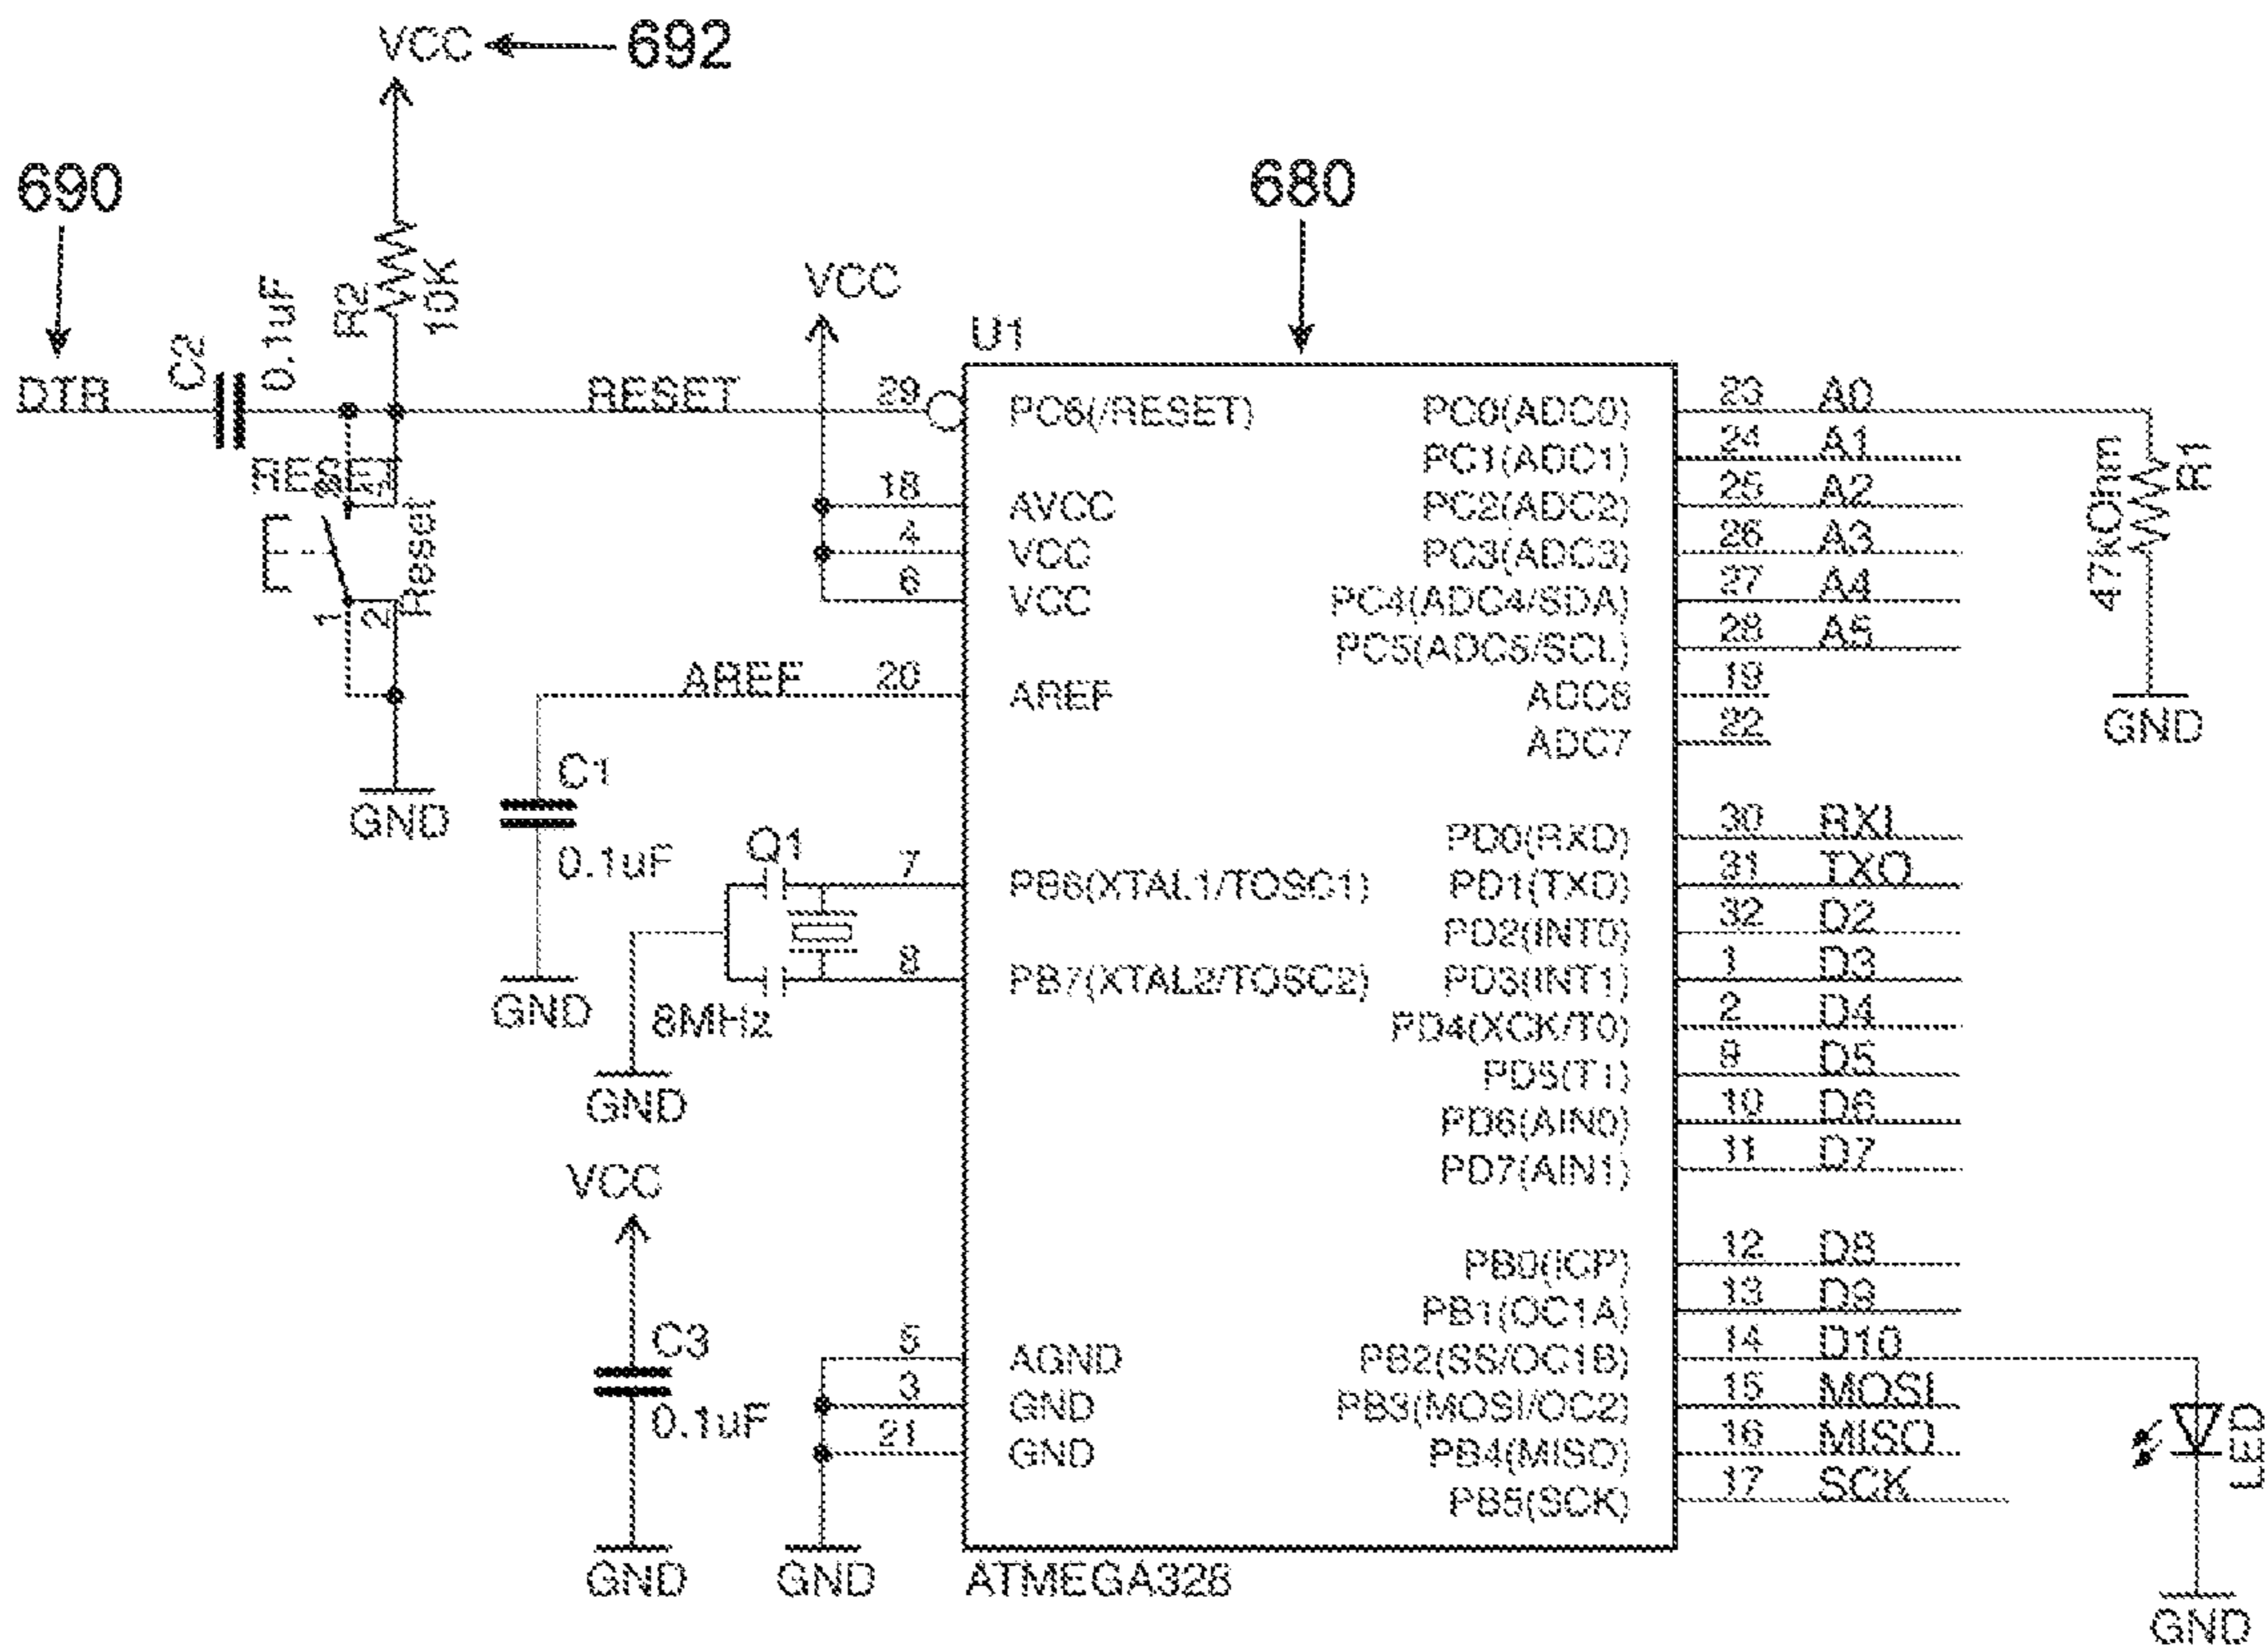 VCC
692
690
680
R2
10K
C2
0.1uF
DTR
RESET
RESET
Reset
1
2
GND
VCC
U1
29
PC6(/RESET)
18
AVCC
4
VCC
6
VCC
AREF
20
AREF
C1
0.1uF
GND
Q1
7
PB6(XTAL1/TOSC1)
8
PB7(XTAL2/TOSC2)
8MHz
GND
VCC
C3
0.1uF
GND
5
AGND
3
GND
21
GND
GND
ATMEGA328
PC0(ADC0) 23 A0
PC1(ADC1) 24 A1
PC2(ADC2) 25 A2
PC3(ADC3) 26 A3
PC4(ADC4/SDA) 27 A4
PC5(ADC5/SCL) 28 A5
ADC6 19
ADC7 22
R1
47kOhm
GND
PD0(RXD) 30 RXI
PD1(TXD) 31 TXO
PD2(INT0) 32 D2
PD3(INT1) 1 D3
PD4(XCK/T0) 2 D4
PD5(T1) 9 D5
PD6(AIN0) 10 D6
PD7(AIN1) 11 D7
PB0(ICP) 12 D8
PB1(OC1A) 13 D9
PB2(SS/OC1B) 14 D10
PB3(MOSI/OC2) 15 MOSI
PB4(MISO) 16 MISO
PB5(SCK) 17 SCK
LED
GND